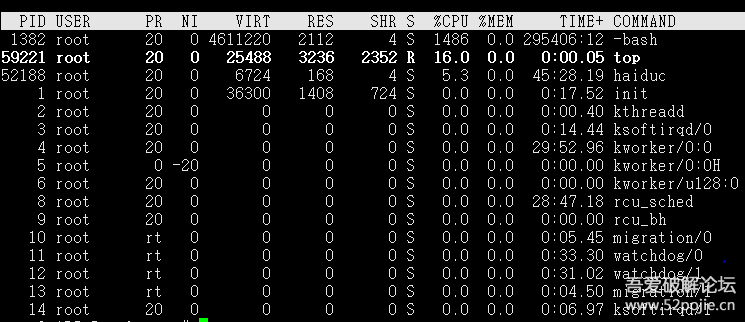 PID USER PR NI VIRT RES SHR S %CPU %MEM TIME+ COMMAND
1382 root 20 0 4611220 2112 4 S 1486 0.0 295406:12 -bash
59221 root 20 0 25488 3236 2352 R 16.0 0.0 0:00.05 top
52188 root 20 0 6724 168 4 S 5.3 0.0 45:28.19 haiduc
1 root 20 0 36300 1408 724 S 0.0 0.0 0:17.52 init
2 root 20 0 0 0 0 S 0.0 0.0 0:00.40 kthreadd
3 root 20 0 0 0 0 S 0.0 0.0 0:14.44 ksoftirqd/0
4 root 20 0 0 0 0 S 0.0 0.0 29:52.96 kworker/0:0
5 root 0 -20 0 0 0 S 0.0 0.0 0:00.00 kworker/0:0H
6 root 20 0 0 0 0 S 0.0 0.0 0:00.00 kworker/u128:0
8 root 20 0 0 0 0 S 0.0 0.0 28:47.18 rcu_sched
9 root 20 0 0 0 0 S 0.0 0.0 0:00.00 rcu_bh
10 root rt 0 0 0 0 S 0.0 0.0 0:05.45 migration/0
11 root rt 0 0 0 0 S 0.0 0.0 0:33.30 watchdog/0
12 root rt 0 0 0 0 S 0.0 0.0 0:31.02 watchdog/1
13 root rt 0 0 0 0 S 0.0 0.0 0:04.50 migration/1
14 root 20 0 0 0 0 S 0.0 0.0 0:06.97 ksoftirqd/1
吾爱破解论坛
www.52pojie.cn